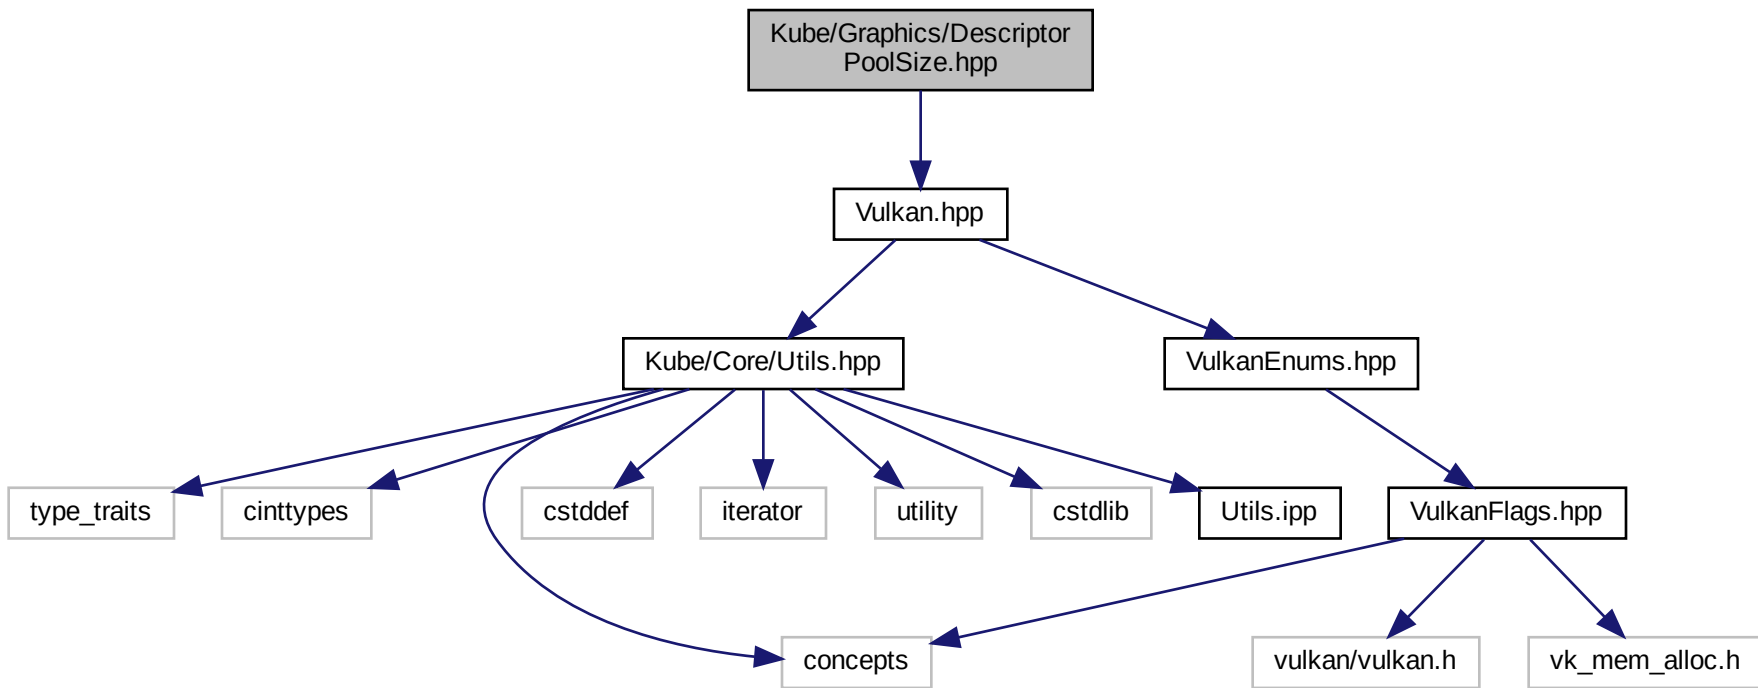 Kube/Graphics/Descriptor
PoolSize.hpp
Vulkan.hpp
Kube/Core/Utils.hpp
VulkanEnums.hpp
type_traits
cinttypes
cstddef
iterator
utility
cstdlib
Utils.ipp
VulkanFlags.hpp
concepts
vulkan/vulkan.h
vk_mem_alloc.h